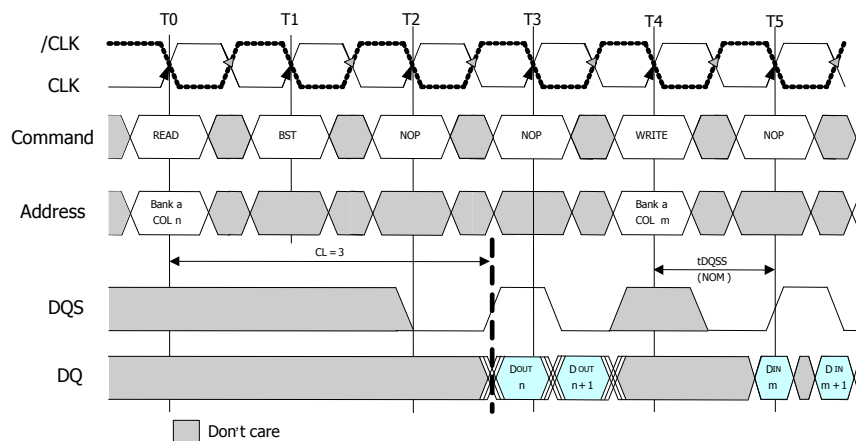 T0 T1 T2 T3 T4 T5
/CLK
CLK
Command READ BST NOP NOP WRITE NOP
Address Bank a COL n Bank a COL m
CL = 3
tDQSS
(NOM)
DQS
DQ DOUT n DOUT n+1 DIN m DIN m+1
Don't care